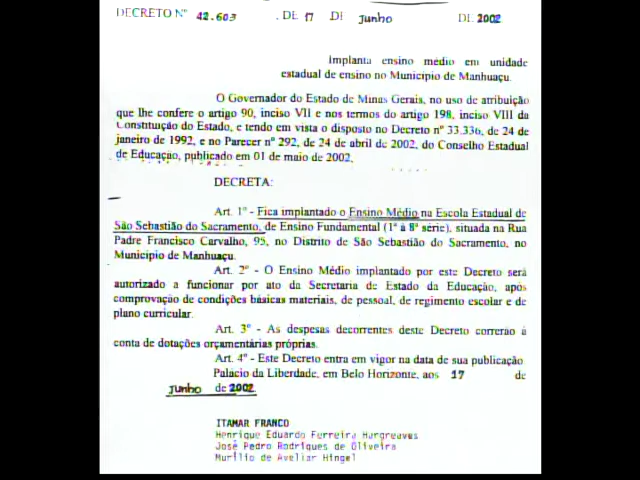 DECRETO Nº 42.603 . DE 17 DE Junho DE 2002
Implanta ensino médio em unidade
estadual de ensino no Município de Manhuaçu.
O Governador do Estado de Minas Gerais, no uso de atribuição
que lhe confere o artigo 90, inciso VII e nos termos do artigo 198, inciso VIII da
Constituição do Estado, e tendo em vista o disposto no Decreto nº 33.336, de 24 de
janeiro de 1992, e no Parecer nº 292, de 24 de abril de 2002, do Conselho Estadual
de Educação, publicado em 01 de maio de 2002,
DECRETA:
Art. 1º - Fica implantado o Ensino Médio na Escola Estadual de
São Sebastião do Sacramento, de Ensino Fundamental (1ª à 8ª série), situada na Rua
Padre Francisco Carvalho, 95, no Distrito de São Sebastião do Sacramento, no
Município de Manhuaçu.
Art. 2º - O Ensino Médio implantado por este Decreto será
autorizado a funcionar por ato da Secretaria de Estado da Educação, após
comprovação de condições básicas materiais, de pessoal, de regimento escolar e de
plano curricular.
Art. 3º - As despesas decorrentes deste Decreto correrão à
conta de dotações orçamentárias próprias.
Art. 4º - Este Decreto entra em vigor na data de sua publicação
Palácio da Liberdade, em Belo Horizonte, aos 17 de
Junho de 2002.
ITAMAR FRANCO
Henrique Eduardo Ferreira Hargreaves
José Pedro Rodrigues de Oliveira
Murílio de Avellar Hingel